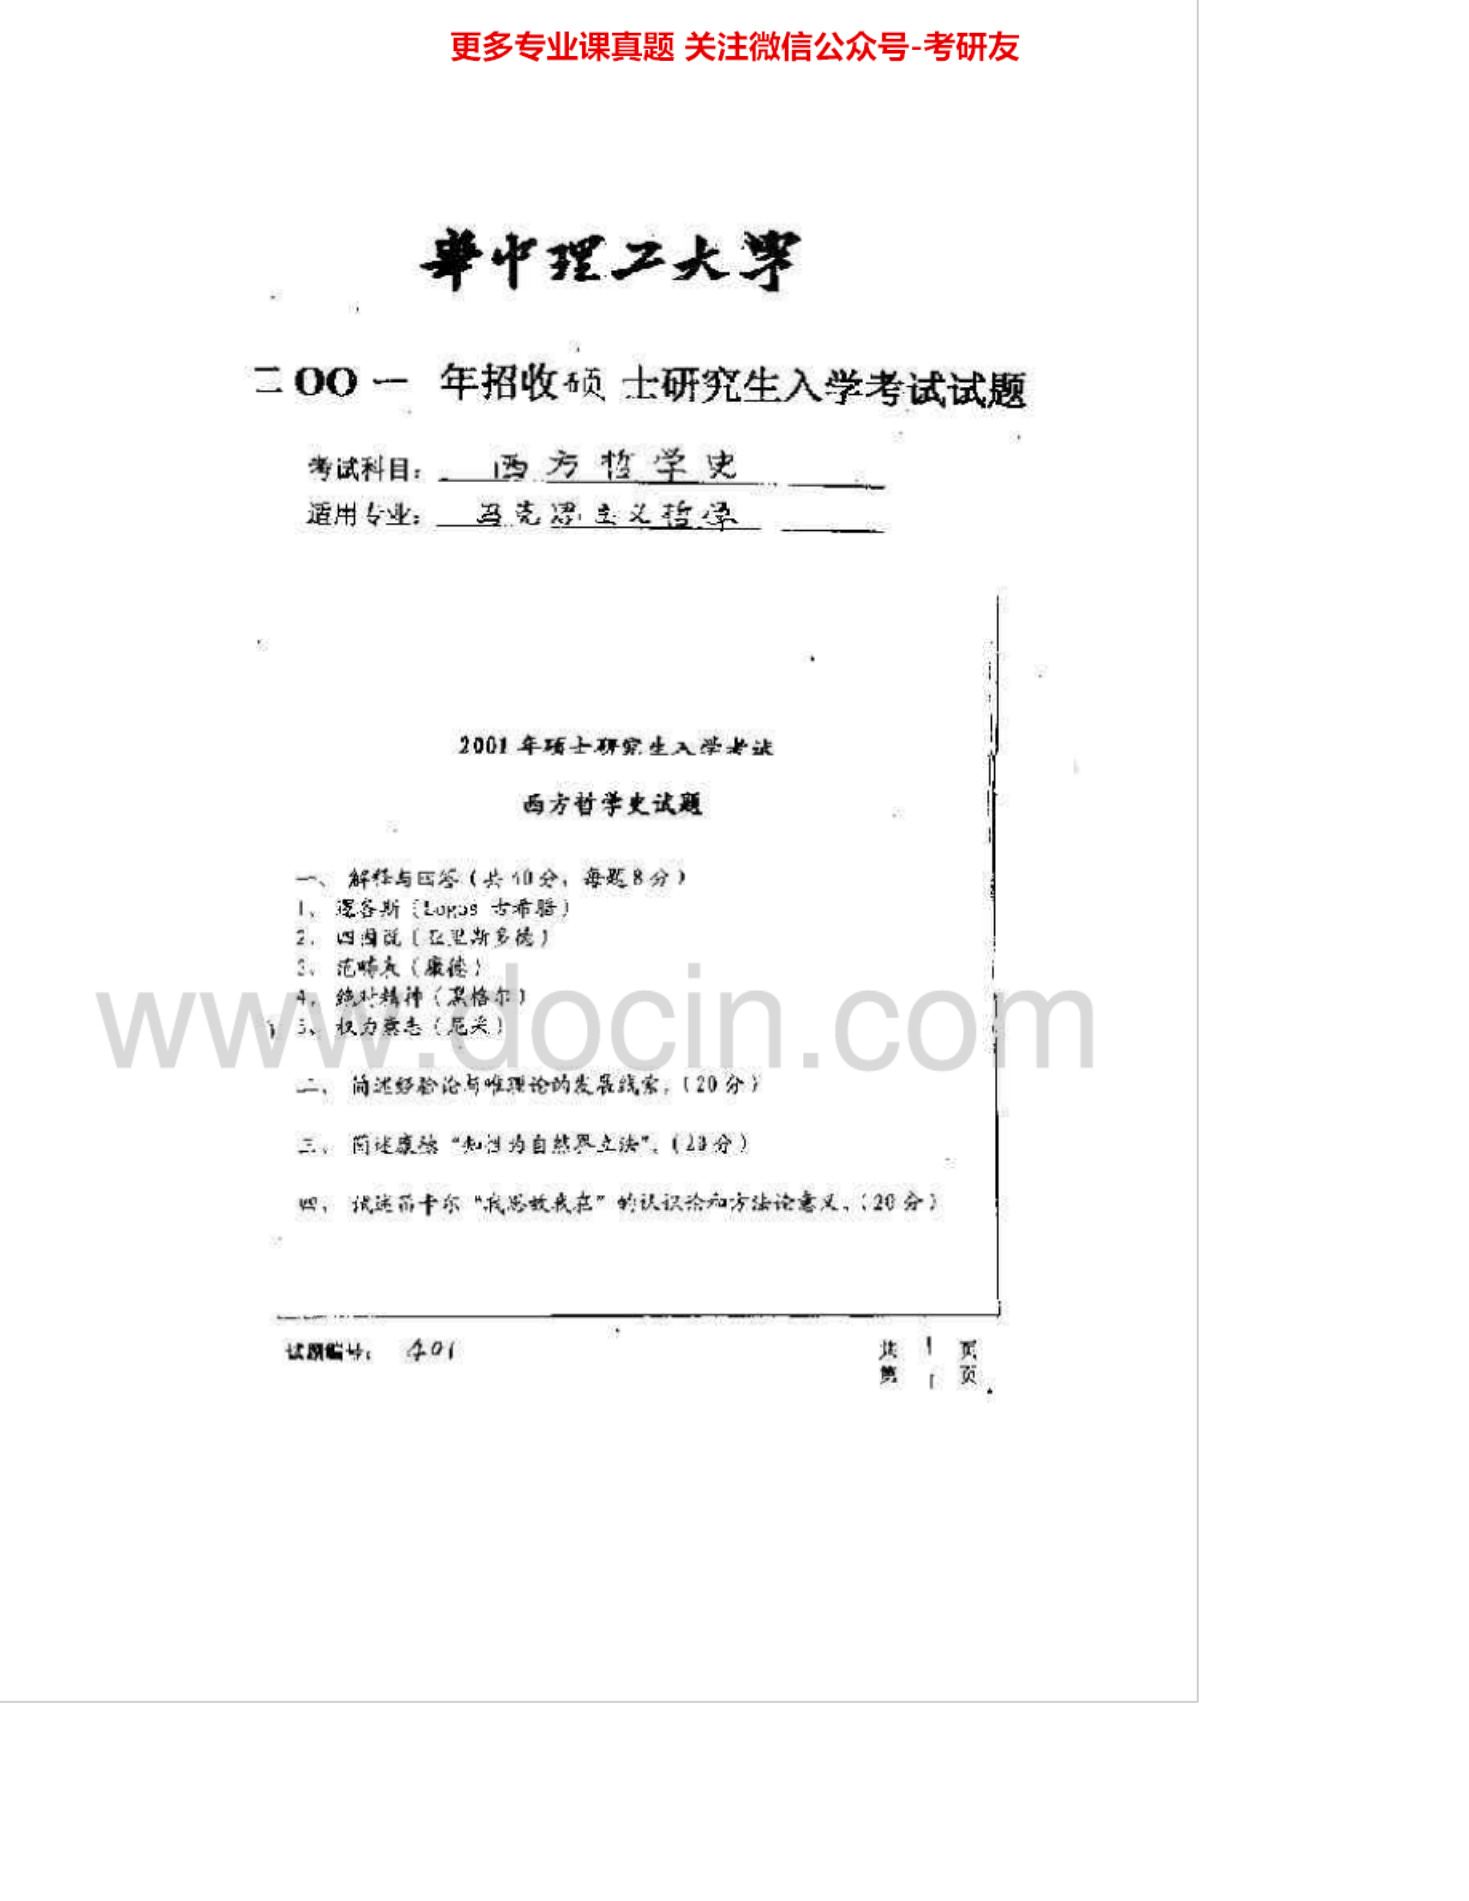 更多专业课真题 关注微信公众号-考研友
華中理工大學
二OO一 年招收硕 士研究生入学考试试题
考试科目： 西方哲学史
适用专业： 马克思主义哲学
2001 年硕士研究生入学考试
西方哲学史试题
一、 解释与回答（共40分，每题8分）
1、 逻各斯（Logos 古希腊）
2、 四因说（亚里斯多德）
3、 范畴表（康德）
4、 绝对精神（黑格尔）
5、 权力意志（尼采）
www.docin.com
二、 简述经验论与唯理论的发展线索。（20分）
三、 简述康德“知性为自然界立法”。（20分）
四、 试述笛卡尔“我思故我在”的认识论和方法论意义。（20分）
试题编号： 401
共 1 页
第 1 页